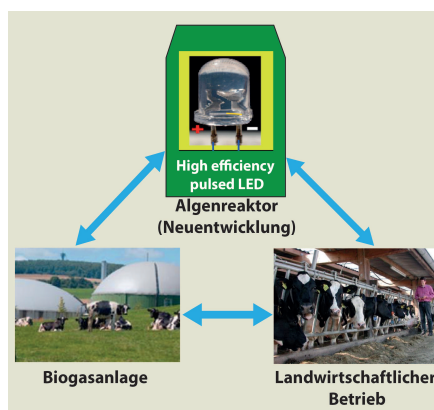 + −
High efficiency
pulsed LED
Algenreaktor
(Neuentwicklung)
Biogasanlage
Landwirtschaftlicher
Betrieb